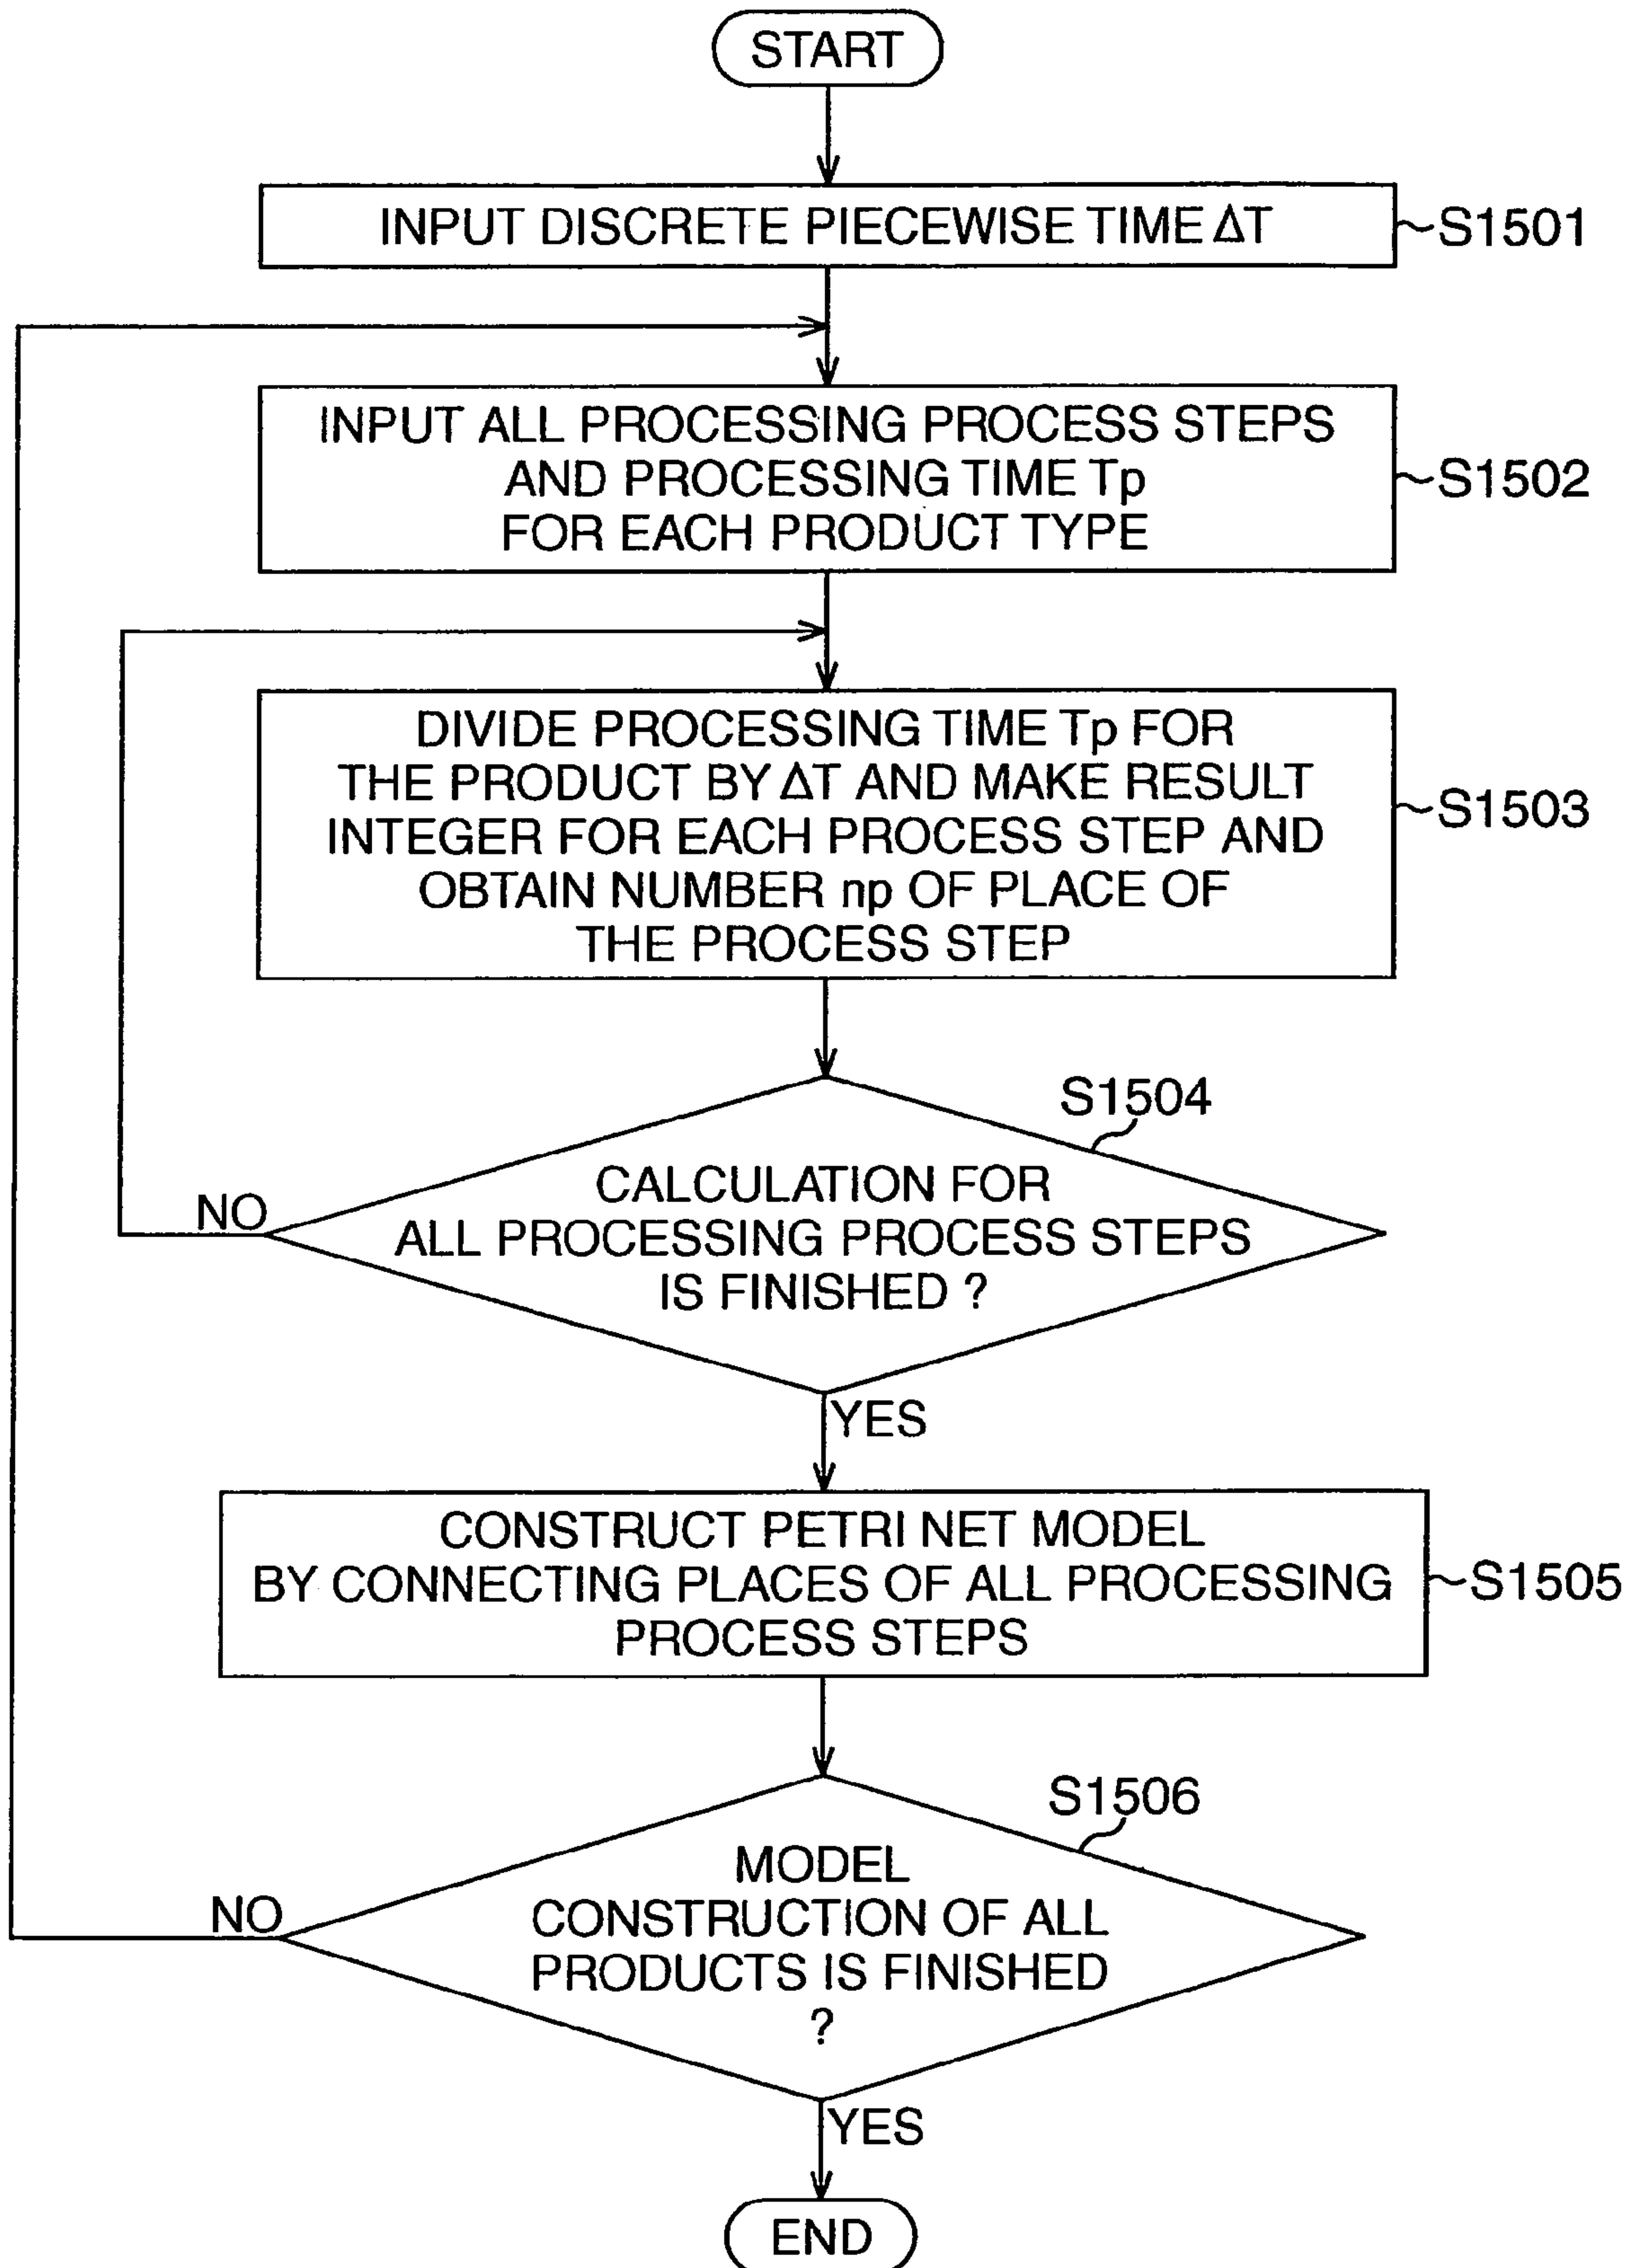 START
INPUT DISCRETE PIECEWISE TIME ΔT
S1501
INPUT ALL PROCESSING PROCESS STEPS
AND PROCESSING TIME Tp
FOR EACH PRODUCT TYPE
S1502
DIVIDE PROCESSING TIME Tp FOR
THE PRODUCT BY ΔT AND MAKE RESULT
INTEGER FOR EACH PROCESS STEP AND
OBTAIN NUMBER np OF PLACE OF
THE PROCESS STEP
S1503
S1504
CALCULATION FOR
ALL PROCESSING PROCESS STEPS
IS FINISHED ?
NO
YES
CONSTRUCT PETRI NET MODEL
BY CONNECTING PLACES OF ALL PROCESSING
PROCESS STEPS
S1505
S1506
MODEL
CONSTRUCTION OF ALL
PRODUCTS IS FINISHED
?
NO
YES
END